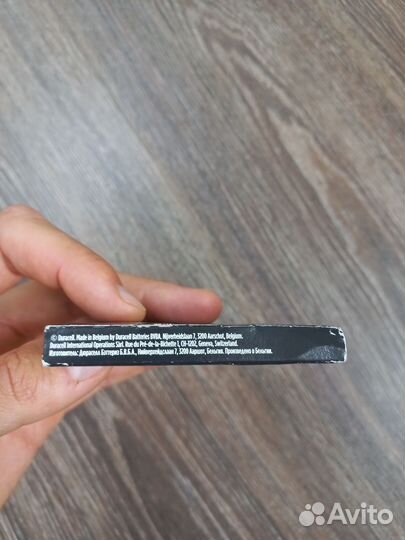 © Duracell. Made in Belgium by Duracell Batteries BVBA, Nijverheidslaan 7, 3200 Aarschot, Belgium.
Duracell International Operations Sàrl. Rue du Pré-de-la-Bichette 1, CH-1202, Geneva, Switzerland.
Изготовитель: Дюраселл Баттериз Б.В.Б.А., Нийверхейдслаан 7, 3200 Ааршот, Бельгия. Произведено в Бельгии.
Avito